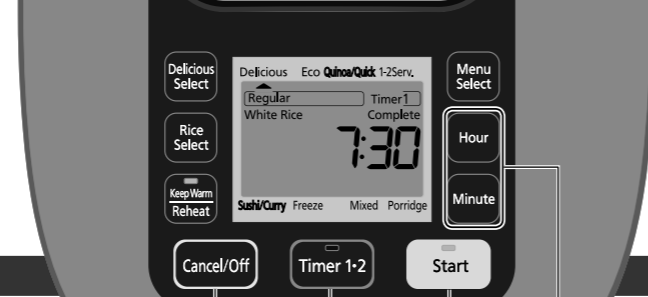 Delicious
Select
Rice
Select
Keep Warm
Reheat
Delicious Eco Quinoa/Quick 1-2Serv.
Regular Timer1
White Rice Complete
7:30
Sushi/Curry Freeze Mixed Porridge
Menu
Select
Hour
Minute
Cancel/Off
Timer 1•2
Start